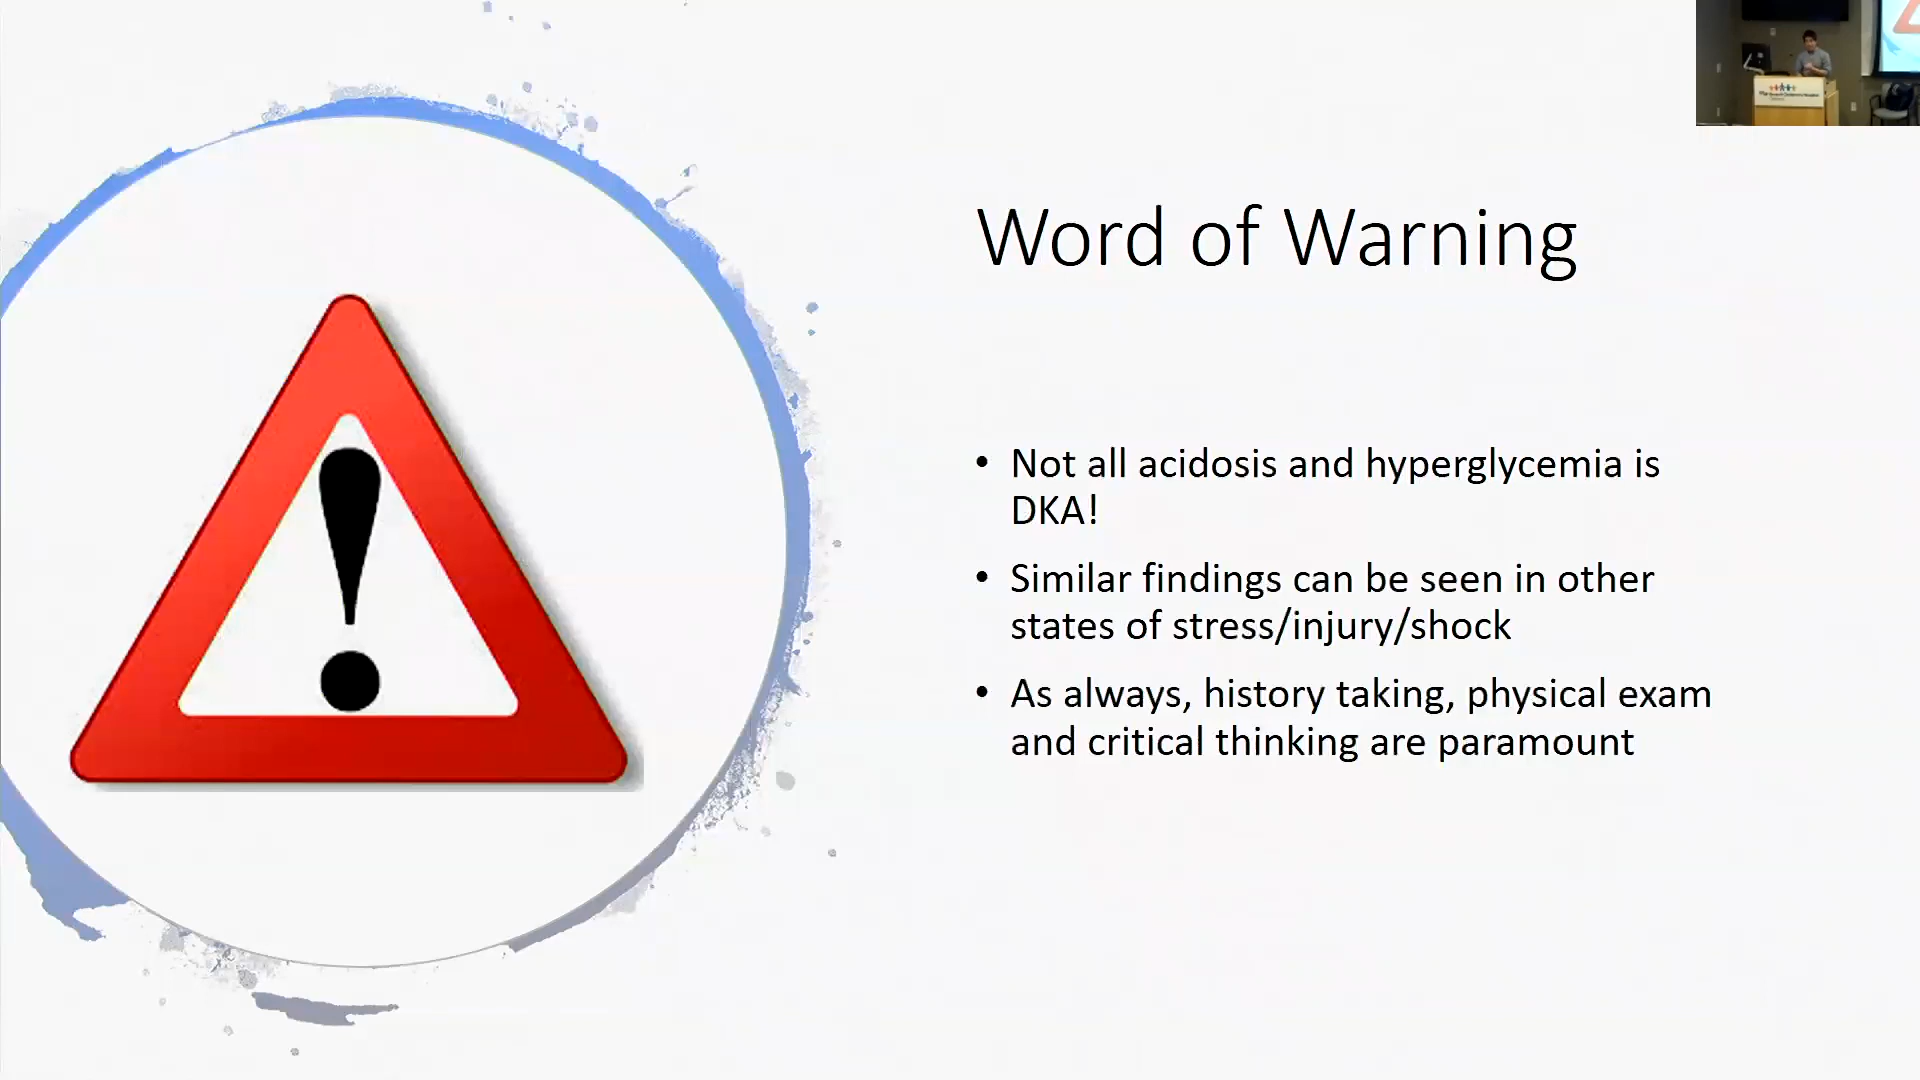 Word of Warning
• Not all acidosis and hyperglycemia is
DKA!
• Similar findings can be seen in other
states of stress/injury/shock
• As always, history taking, physical exam
and critical thinking are paramount